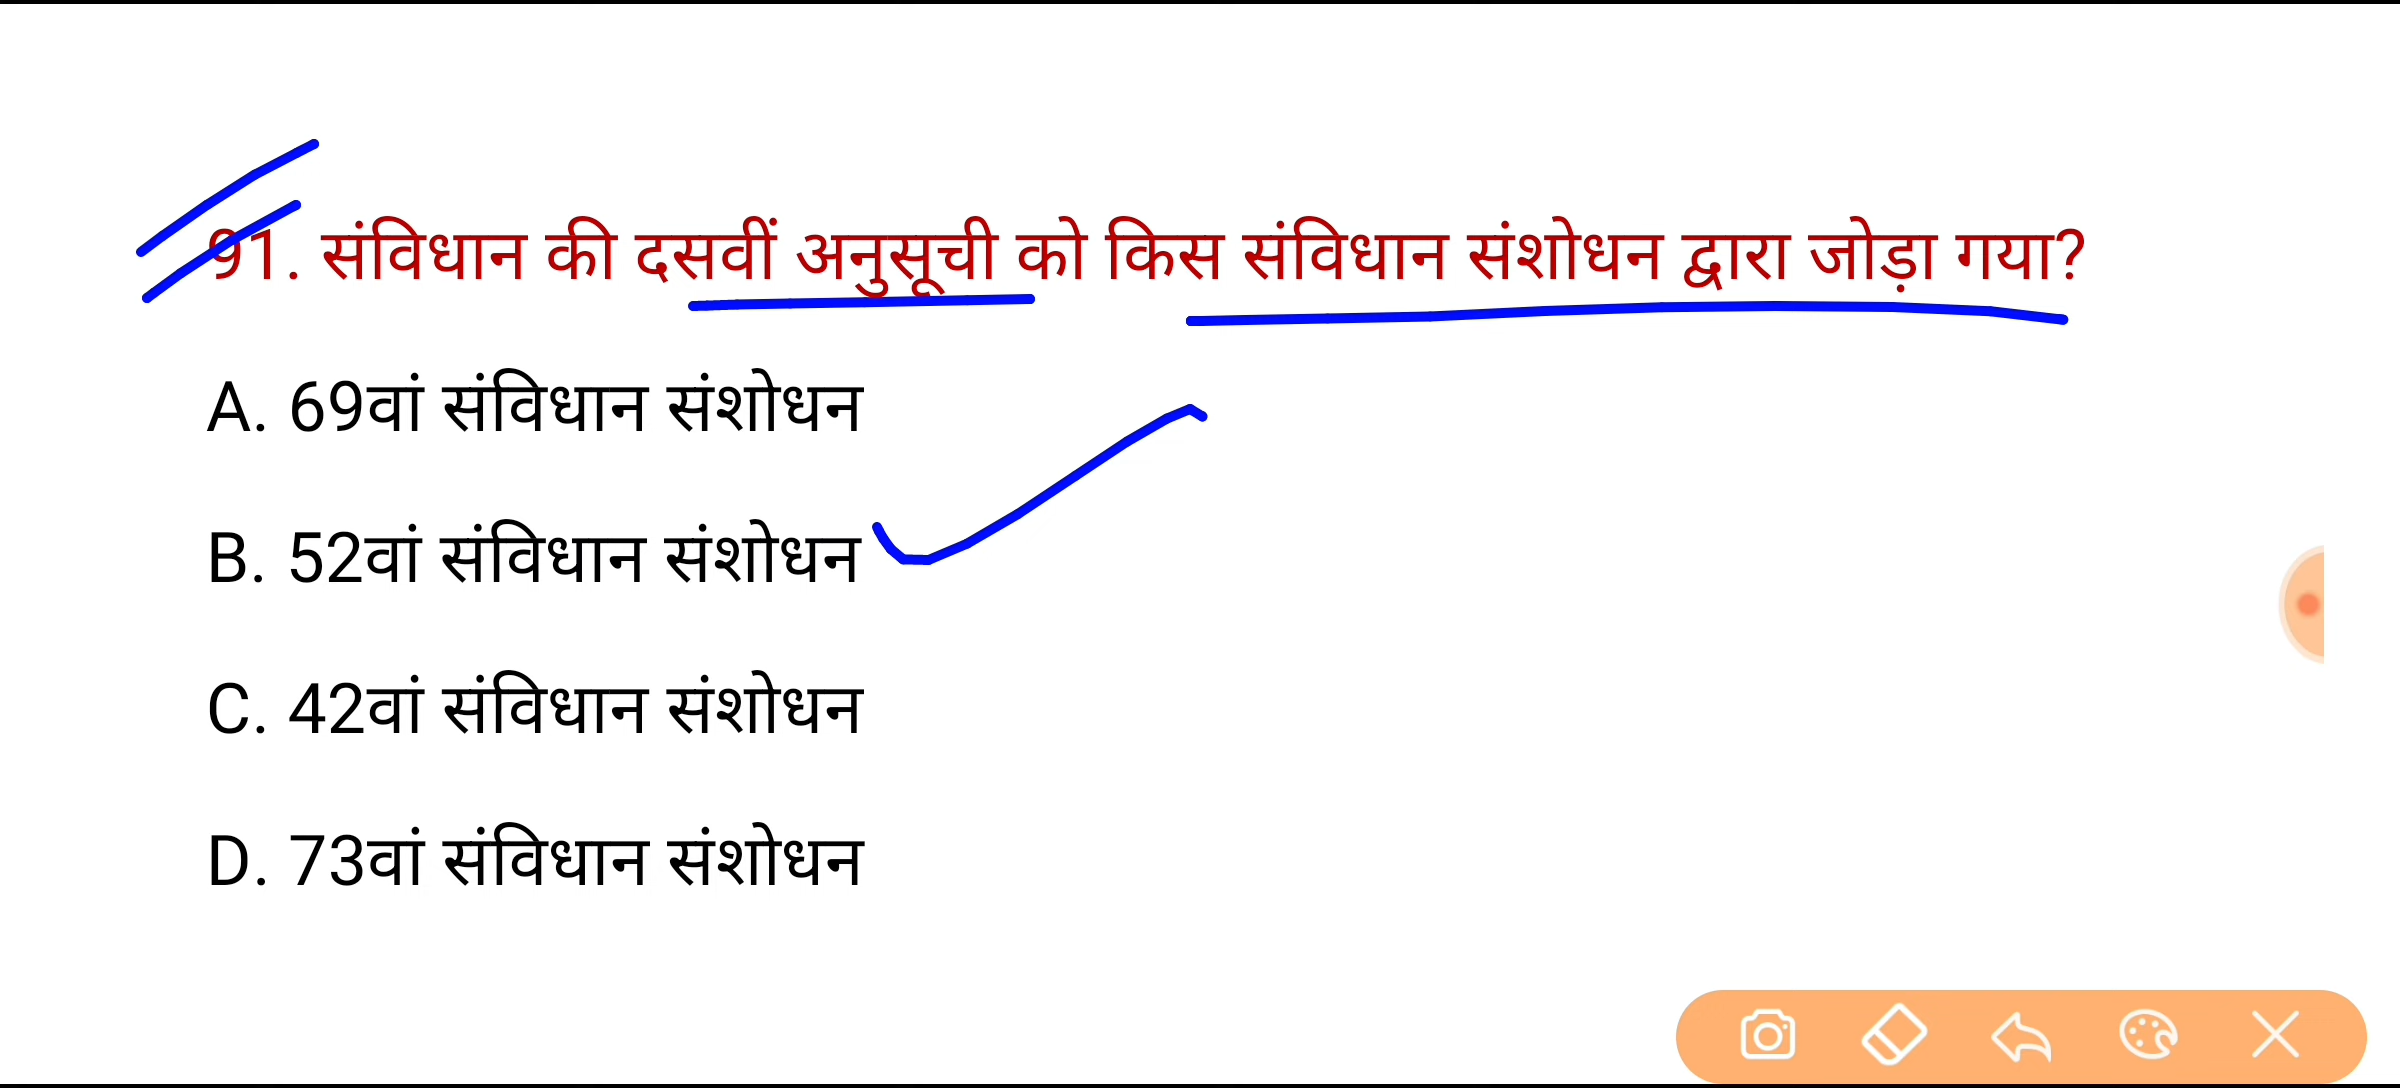 91. संविधान की दसवीं अनुसूची को किस संविधान संशोधन द्वारा जोड़ा गया?
A. 69वां संविधान संशोधन
B. 52वां संविधान संशोधन
C. 42वां संविधान संशोधन
D. 73वां संविधान संशोधन